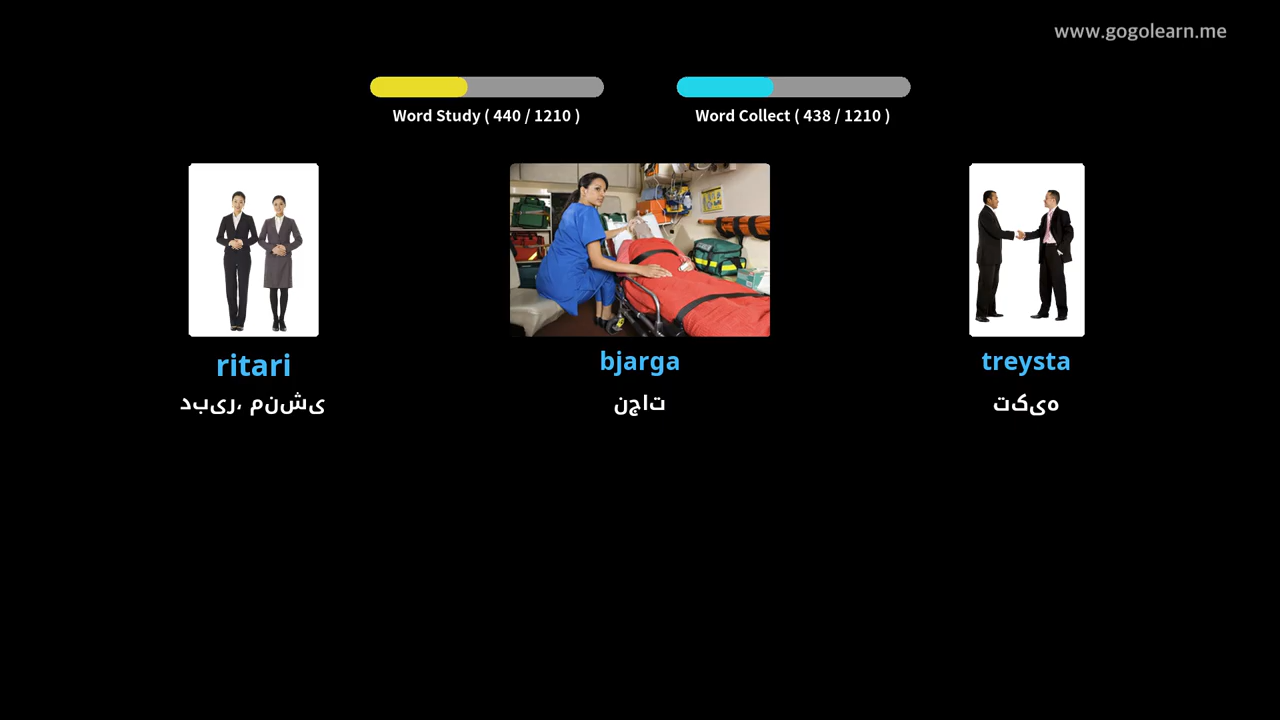 www.gogolearn.me
Word Study ( 440 / 1210 )
Word Collect ( 438 / 1210 )
ritari
دبیر، منشی
bjarga
نجات
treysta
تکیه